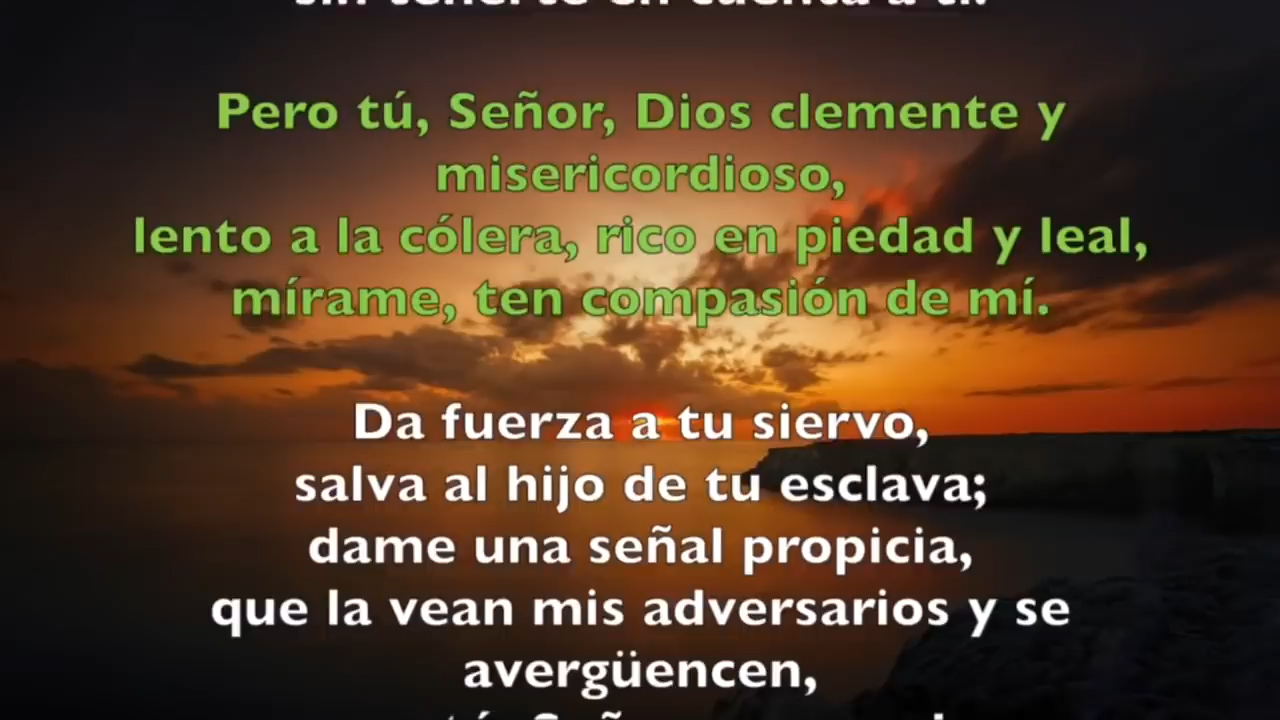 sin tenerte en cuenta a ti.
Pero tú, Señor, Dios clemente y
misericordioso,
lento a la cólera, rico en piedad y leal,
mírame, ten compasión de mí.
Da fuerza a tu siervo,
salva al hijo de tu esclava;
dame una señal propicia,
que la vean mis adversarios y se
avergüencen,